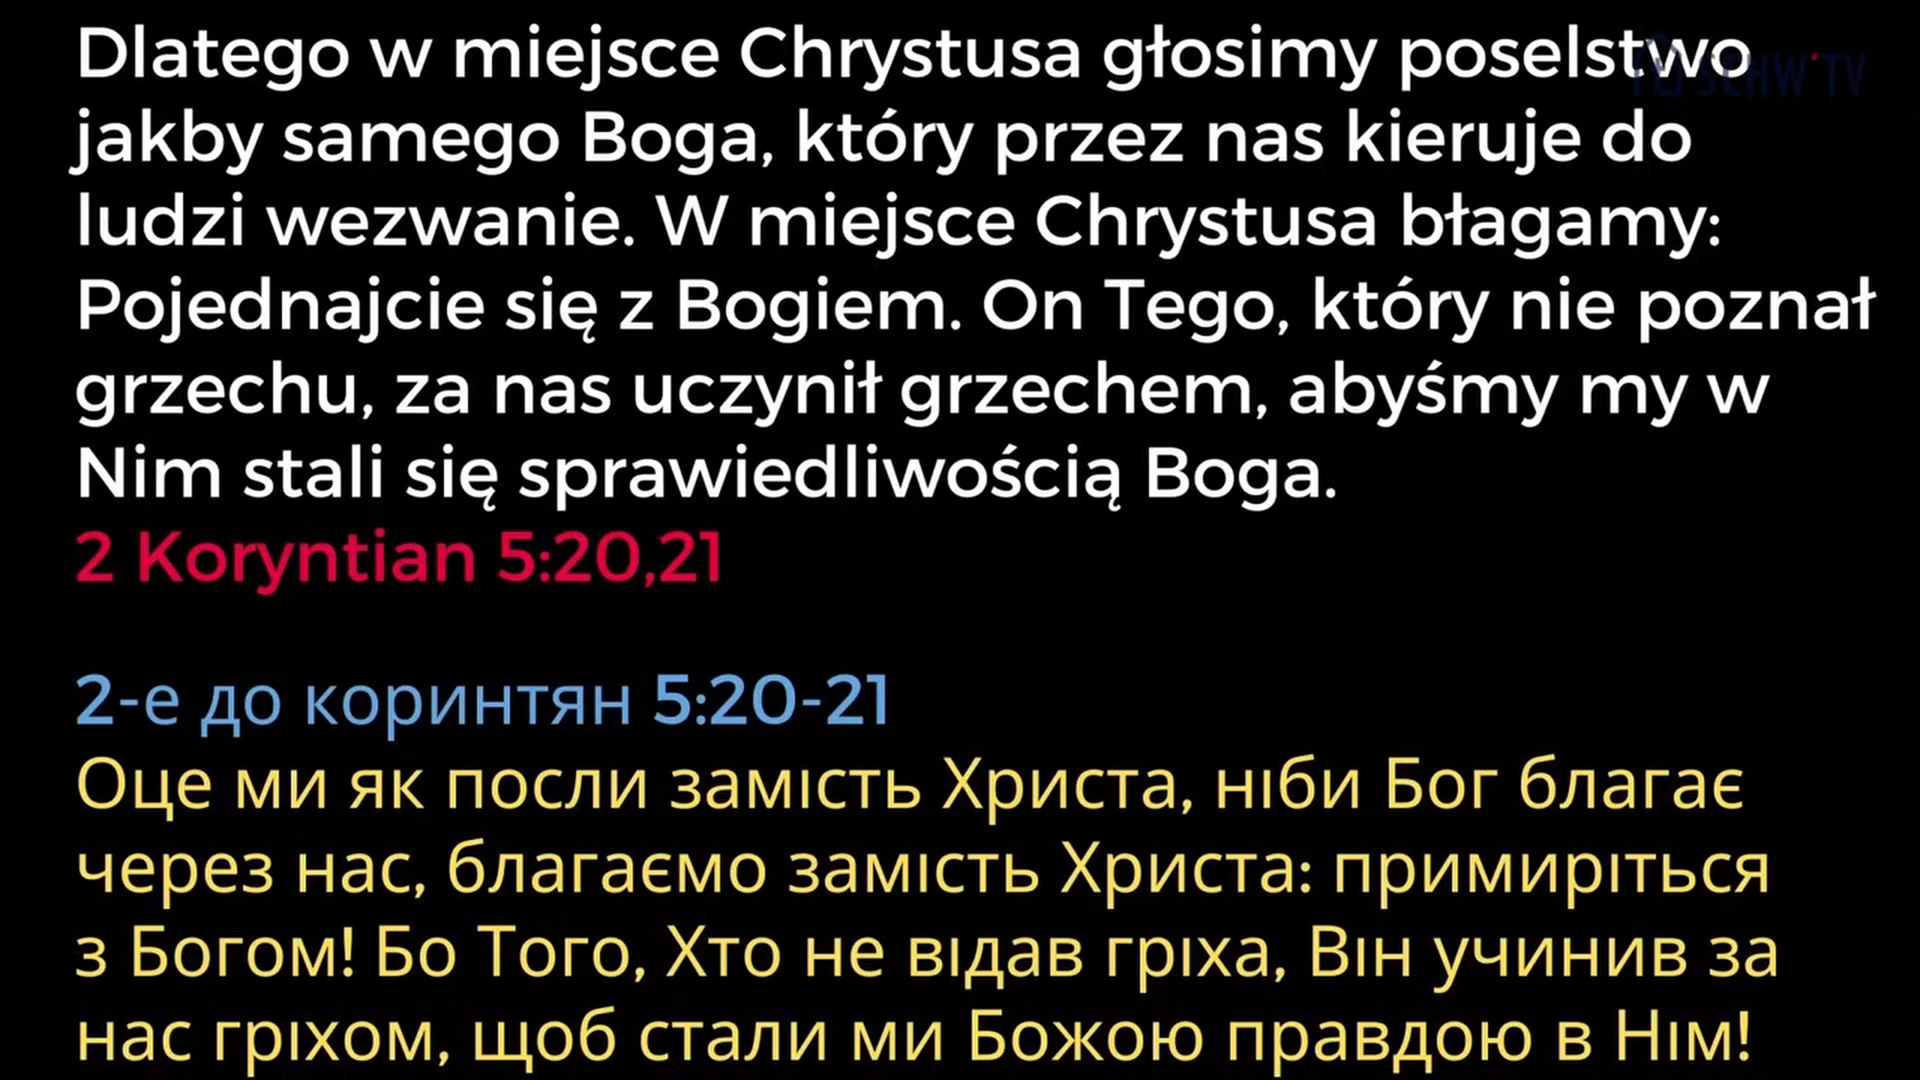 Dlatego w miejsce Chrystusa głosimy poselstwo
jakby samego Boga, który przez nas kieruje do
ludzi wezwanie. W miejsce Chrystusa błagamy:
Pojednajcie się z Bogiem. On Tego, który nie poznał
grzechu, za nas uczynił grzechem, abyśmy my w
Nim stali się sprawiedliwością Boga.
2 Koryntian 5:20,21
2-е до коринтян 5:20-21
Оце ми як посли замість Христа, ніби Бог благає
через нас, благаємо замість Христа: примиріться
з Богом! Бо Того, Хто не відав гріха, Він учинив за
нас гріхом, щоб стали ми Божою правдою в Нім!